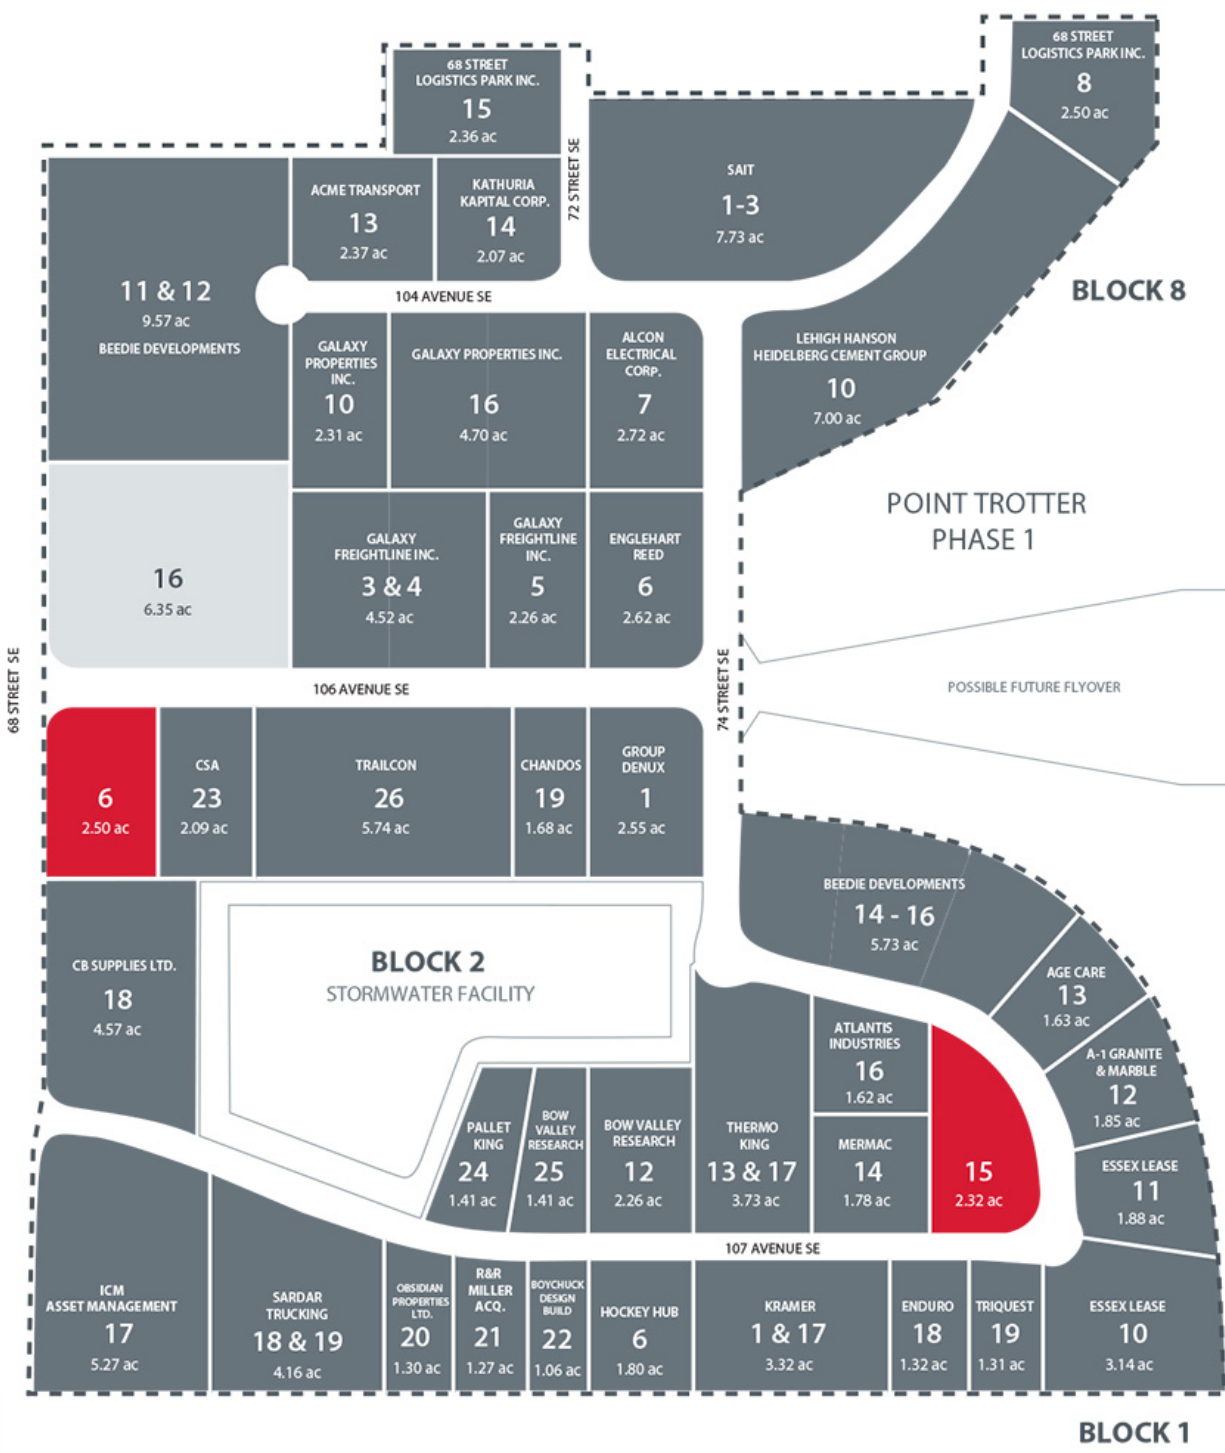 68 STREET
LOGISTICS PARK INC.
15
2.36 ac
68 STREET
LOGISTICS PARK INC.
8
2.50 ac
72 STREET SE
SAIT
1-3
7.73 ac
ACME TRANSPORT
13
2.37 ac
KATHURIA
KAPITAL CORP.
14
2.07 ac
11 & 12
9.57 ac
BEEDIE DEVELOPMENTS
104 AVENUE SE
BLOCK 8
GALAXY
PROPERTIES
INC.
10
2.31 ac
GALAXY PROPERTIES INC.
16
4.70 ac
ALCON
ELECTRICAL
CORP.
7
2.72 ac
LEHIGH HANSON
HEIDELBERG CEMENT GROUP
10
7.00 ac
16
6.35 ac
GALAXY
FREIGHTLINE INC.
3 & 4
4.52 ac
GALAXY
FREIGHTLINE
INC.
5
2.26 ac
ENGLEHART
REED
6
2.62 ac
POINT TROTTER
PHASE 1
68 STREET SE
106 AVENUE SE
74 STREET SE
POSSIBLE FUTURE FLYOVER
6
2.50 ac
CSA
23
2.09 ac
TRAILCON
26
5.74 ac
CHANDOS
19
1.68 ac
GROUP
DENUX
1
2.55 ac
BEEDIE DEVELOPMENTS
14 - 16
5.73 ac
CB SUPPLIES LTD.
18
4.57 ac
BLOCK 2
STORMWATER FACILITY
AGE CARE
13
1.63 ac
ATLANTIS
INDUSTRIES
16
1.62 ac
A-1 GRANITE
& MARBLE
12
1.85 ac
PALLET
KING
24
1.41 ac
BOW
VALLEY
RESEARCH
25
1.41 ac
BOW VALLEY
RESEARCH
12
2.26 ac
THERMO
KING
13 & 17
3.73 ac
MERMAC
14
1.78 ac
15
2.32 ac
ESSEX LEASE
11
1.88 ac
107 AVENUE SE
ICM
ASSET MANAGEMENT
17
5.27 ac
SARDAR
TRUCKING
18 & 19
4.16 ac
OBSIDIAN
PROPERTIES
LTD.
20
1.30 ac
R&R
MILLER
ACQ.
21
1.27 ac
BOYCHUCK
DESIGN
BUILD
22
1.06 ac
HOCKEY HUB
6
1.80 ac
KRAMER
1 & 17
3.32 ac
ENDURO
18
1.32 ac
TRIQUEST
19
1.31 ac
ESSEX LEASE
10
3.14 ac
BLOCK 1